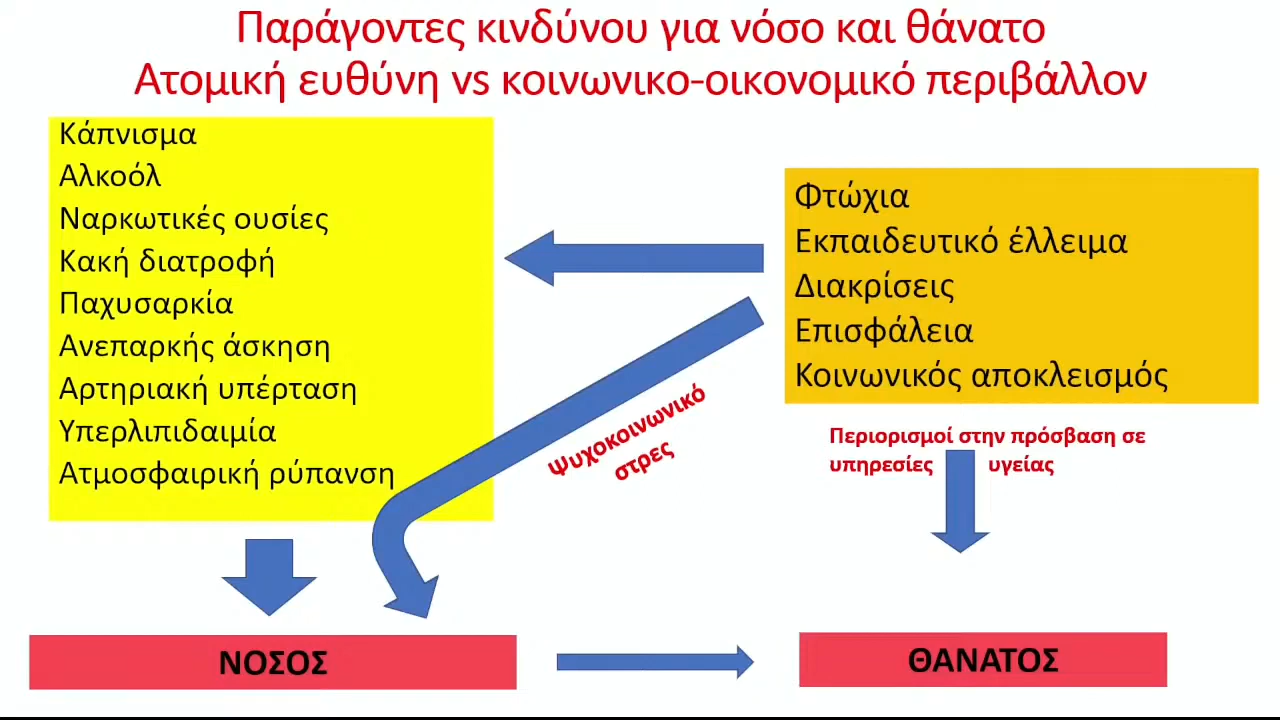 Παράγοντες κινδύνου για νόσο και θάνατο
Ατομική ευθύνη vs κοινωνικο-οικονομικό περιβάλλον
Κάπνισμα
Αλκοόλ
Ναρκωτικές ουσίες
Κακή διατροφή
Παχυσαρκία
Ανεπαρκής άσκηση
Αρτηριακή υπέρταση
Υπερλιπιδαιμία
Ατμοσφαιρική ρύπανση
Φτώχια
Εκπαιδευτικό έλλειμα
Διακρίσεις
Επισφάλεια
Κοινωνικός αποκλεισμός
Ψυχοκοινωνικό
στρες
Περιορισμοί στην πρόσβαση σε
υπηρεσίες υγείας
ΝΟΣΟΣ
ΘΑΝΑΤΟΣ